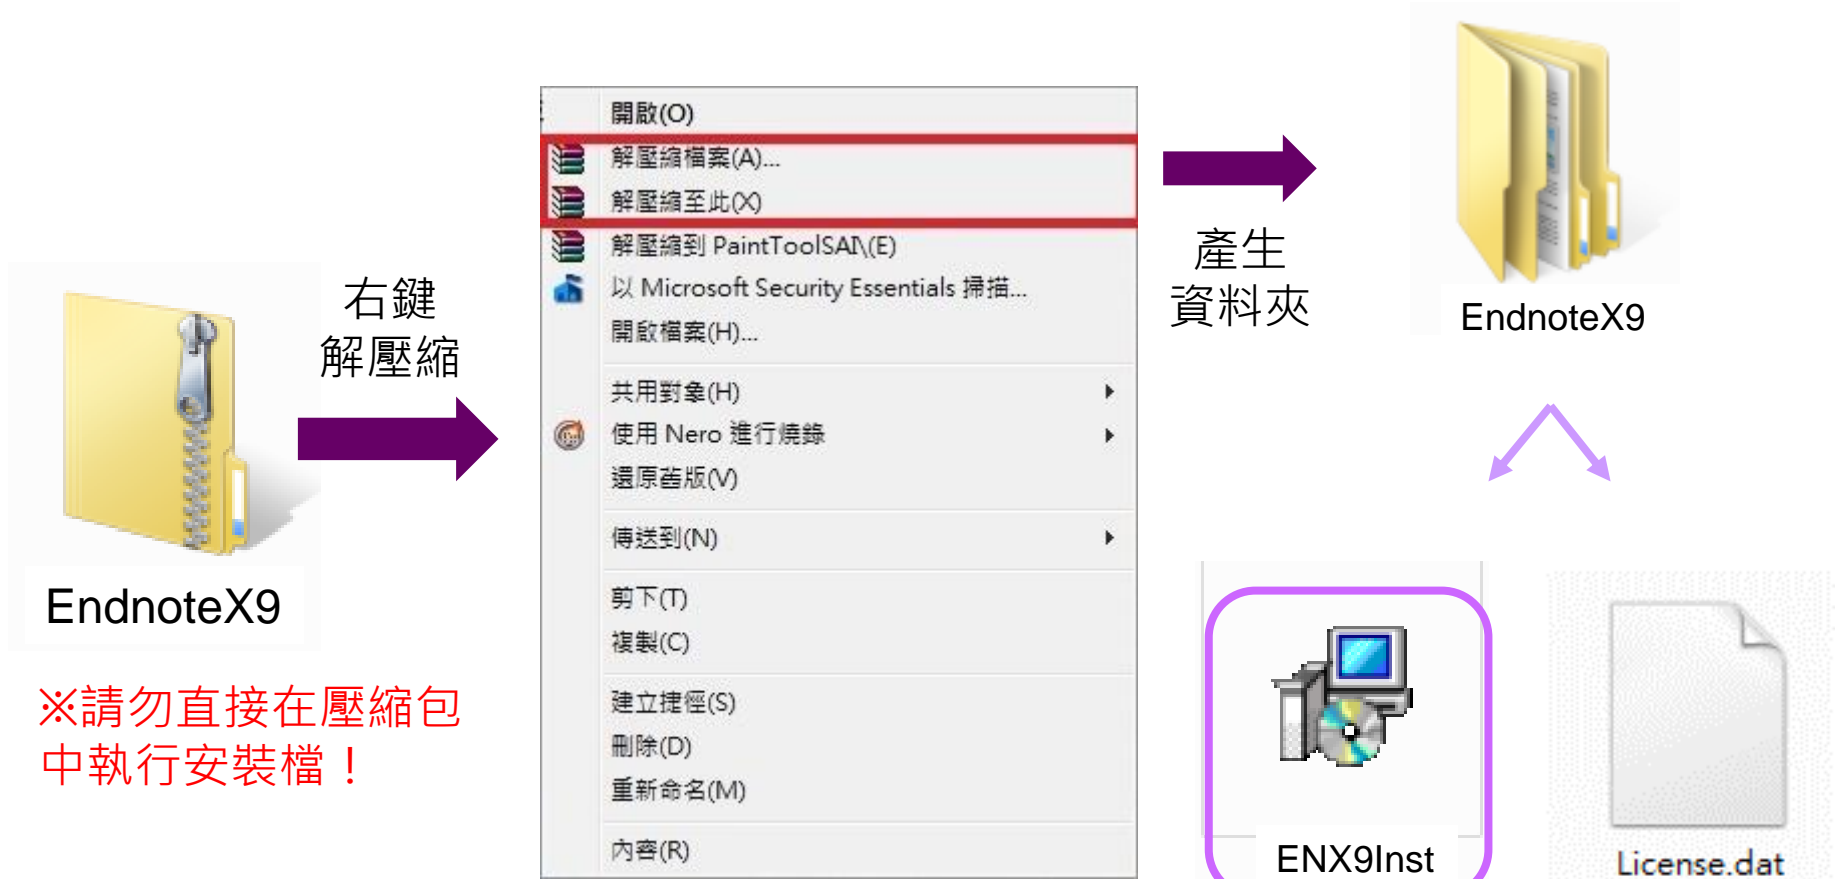 EndnoteX9
※請勿直接在壓縮包
中執行安裝檔！
右鍵
解壓縮
開啟(O)
解壓縮檔案(A)...
解壓縮至此(X)
解壓縮到 PaintToolSAI\(E)
以 Microsoft Security Essentials 掃描...
開啟檔案(H)...
共用對象(H)
使用 Nero 進行燒錄
還原舊版(V)
傳送到(N)
剪下(T)
複製(C)
建立捷徑(S)
刪除(D)
重新命名(M)
內容(R)
產生
資料夾
EndnoteX9
ENX9Inst
License.dat